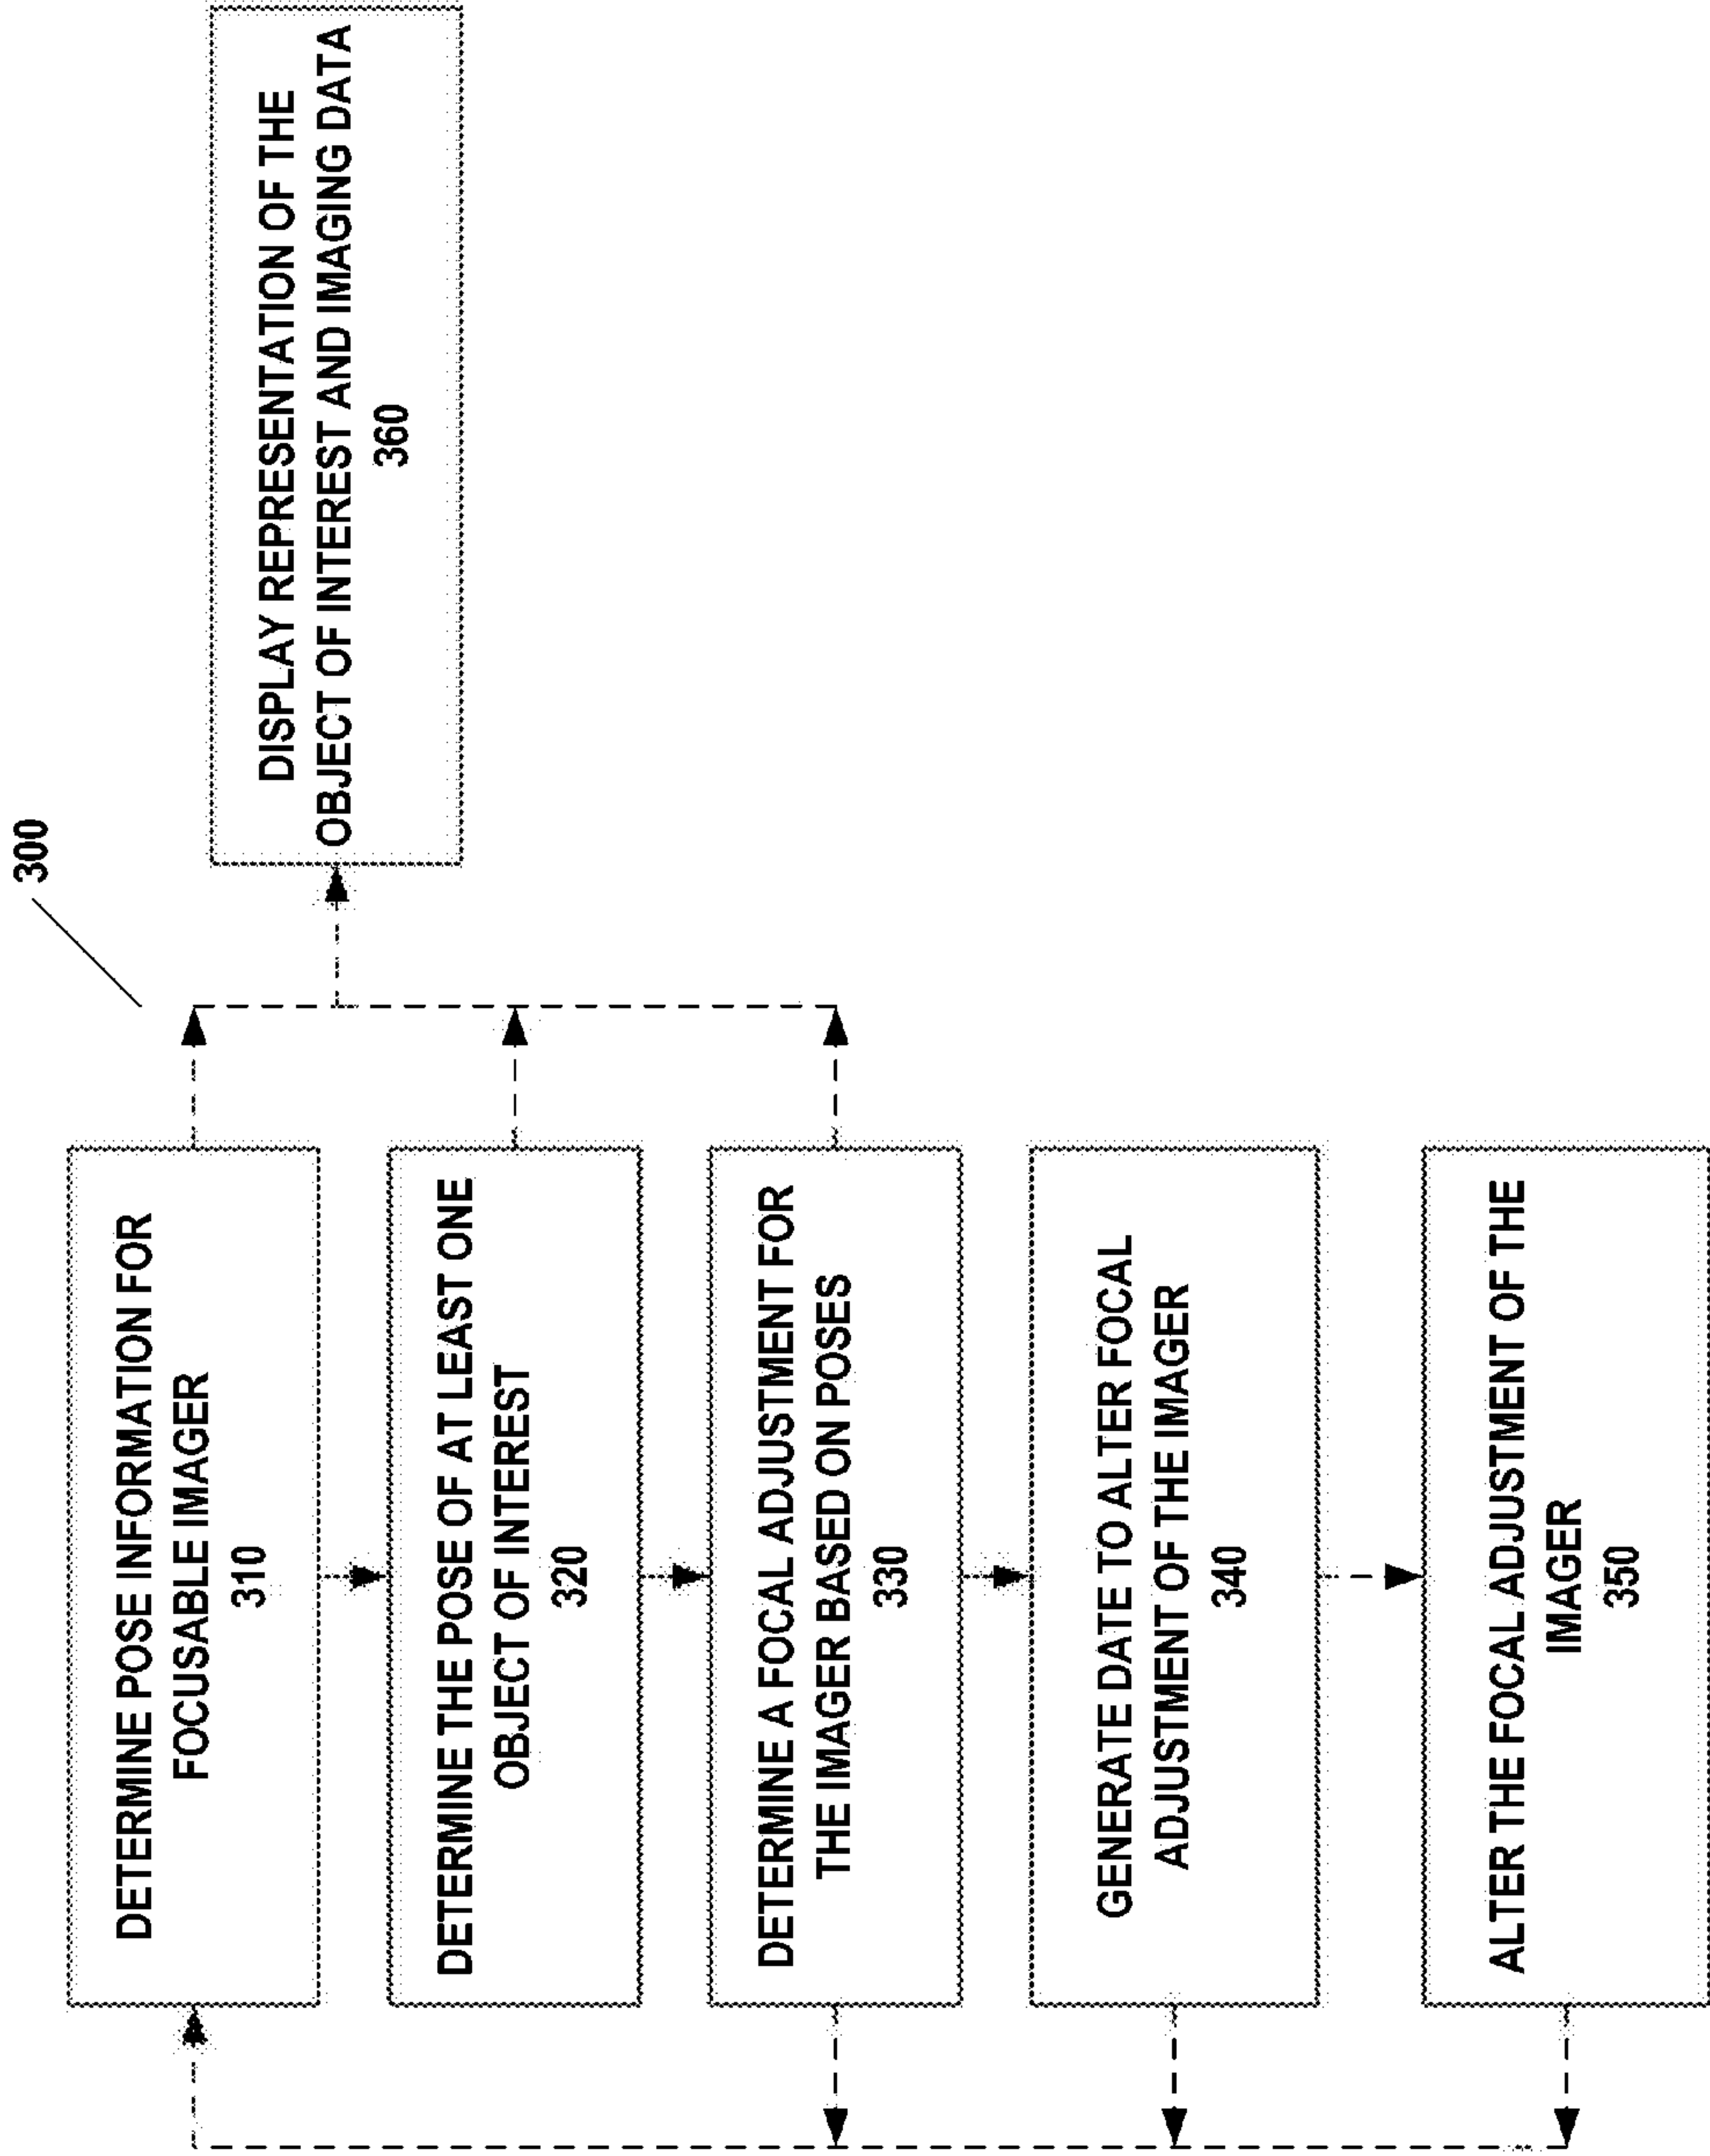 300
DETERMINE POSE INFORMATION FOR
FOCUSABLE IMAGER
310
DETERMINE THE POSE OF AT LEAST ONE
OBJECT OF INTEREST
320
DETERMINE A FOCAL ADJUSTMENT FOR
THE IMAGER BASED ON POSES
330
GENERATE DATE TO ALTER FOCAL
ADJUSTMENT OF THE IMAGER
340
ALTER THE FOCAL ADJUSTMENT OF THE
IMAGER
350
DISPLAY REPRESENTATION OF THE
OBJECT OF INTEREST AND IMAGING DATA
360